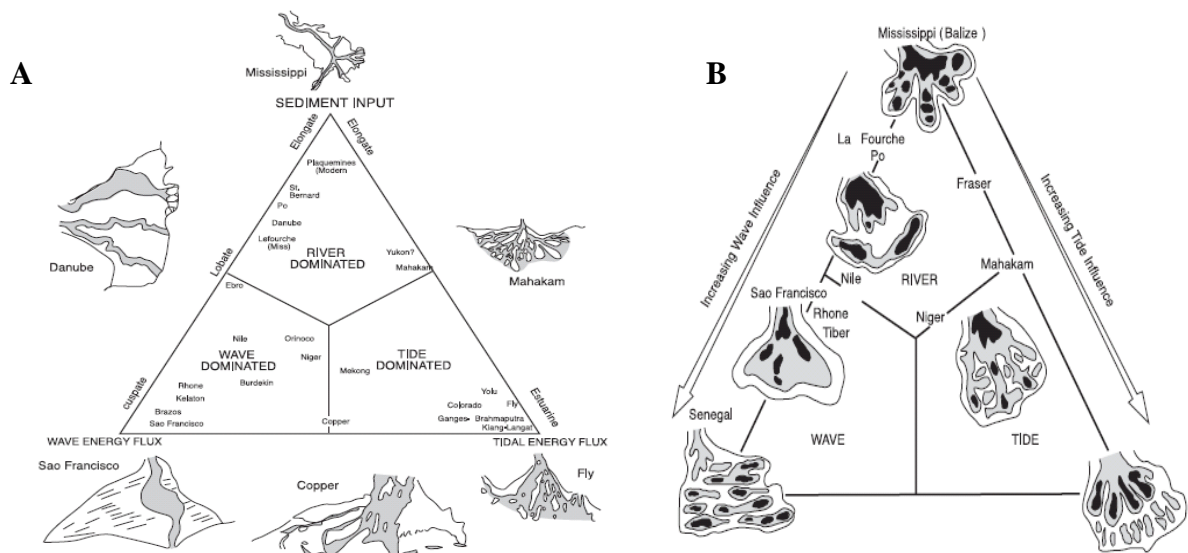 A
Mississippi
SEDIMENT INPUT
Elongate
Elongate
Plaquemines
(Modern
St.
Bernard
Po
Danube
Lefourche
(Miss)
RIVER
DOMINATED
Yukon?
Mahakam
Danube
Mahakam
Lobate
Ebro
Nile
Orinoco
WAVE
DOMINATED
Niger
TIDE
DOMINATED
Mekong
Burdekin
Rhone
Kelaton
Brazos
Sao Francisco
Yolu
Colorado
Fly
Ganges-
Brahmaputra
Kiang-Langat
Copper
cuspate
Estuarine
WAVE ENERGY FLUX
TIDAL ENERGY FLUX
Sao Francisco
Copper
Fly
B
Mississippi (Balize )
La Fourche
Po
Fraser
Increasing Wave Influence
Increasing Tide Influence
Mahakam
Nile
RIVER
Sao Francisco
Rhone
Tiber
Niger
Senegal
WAVE
TIDE